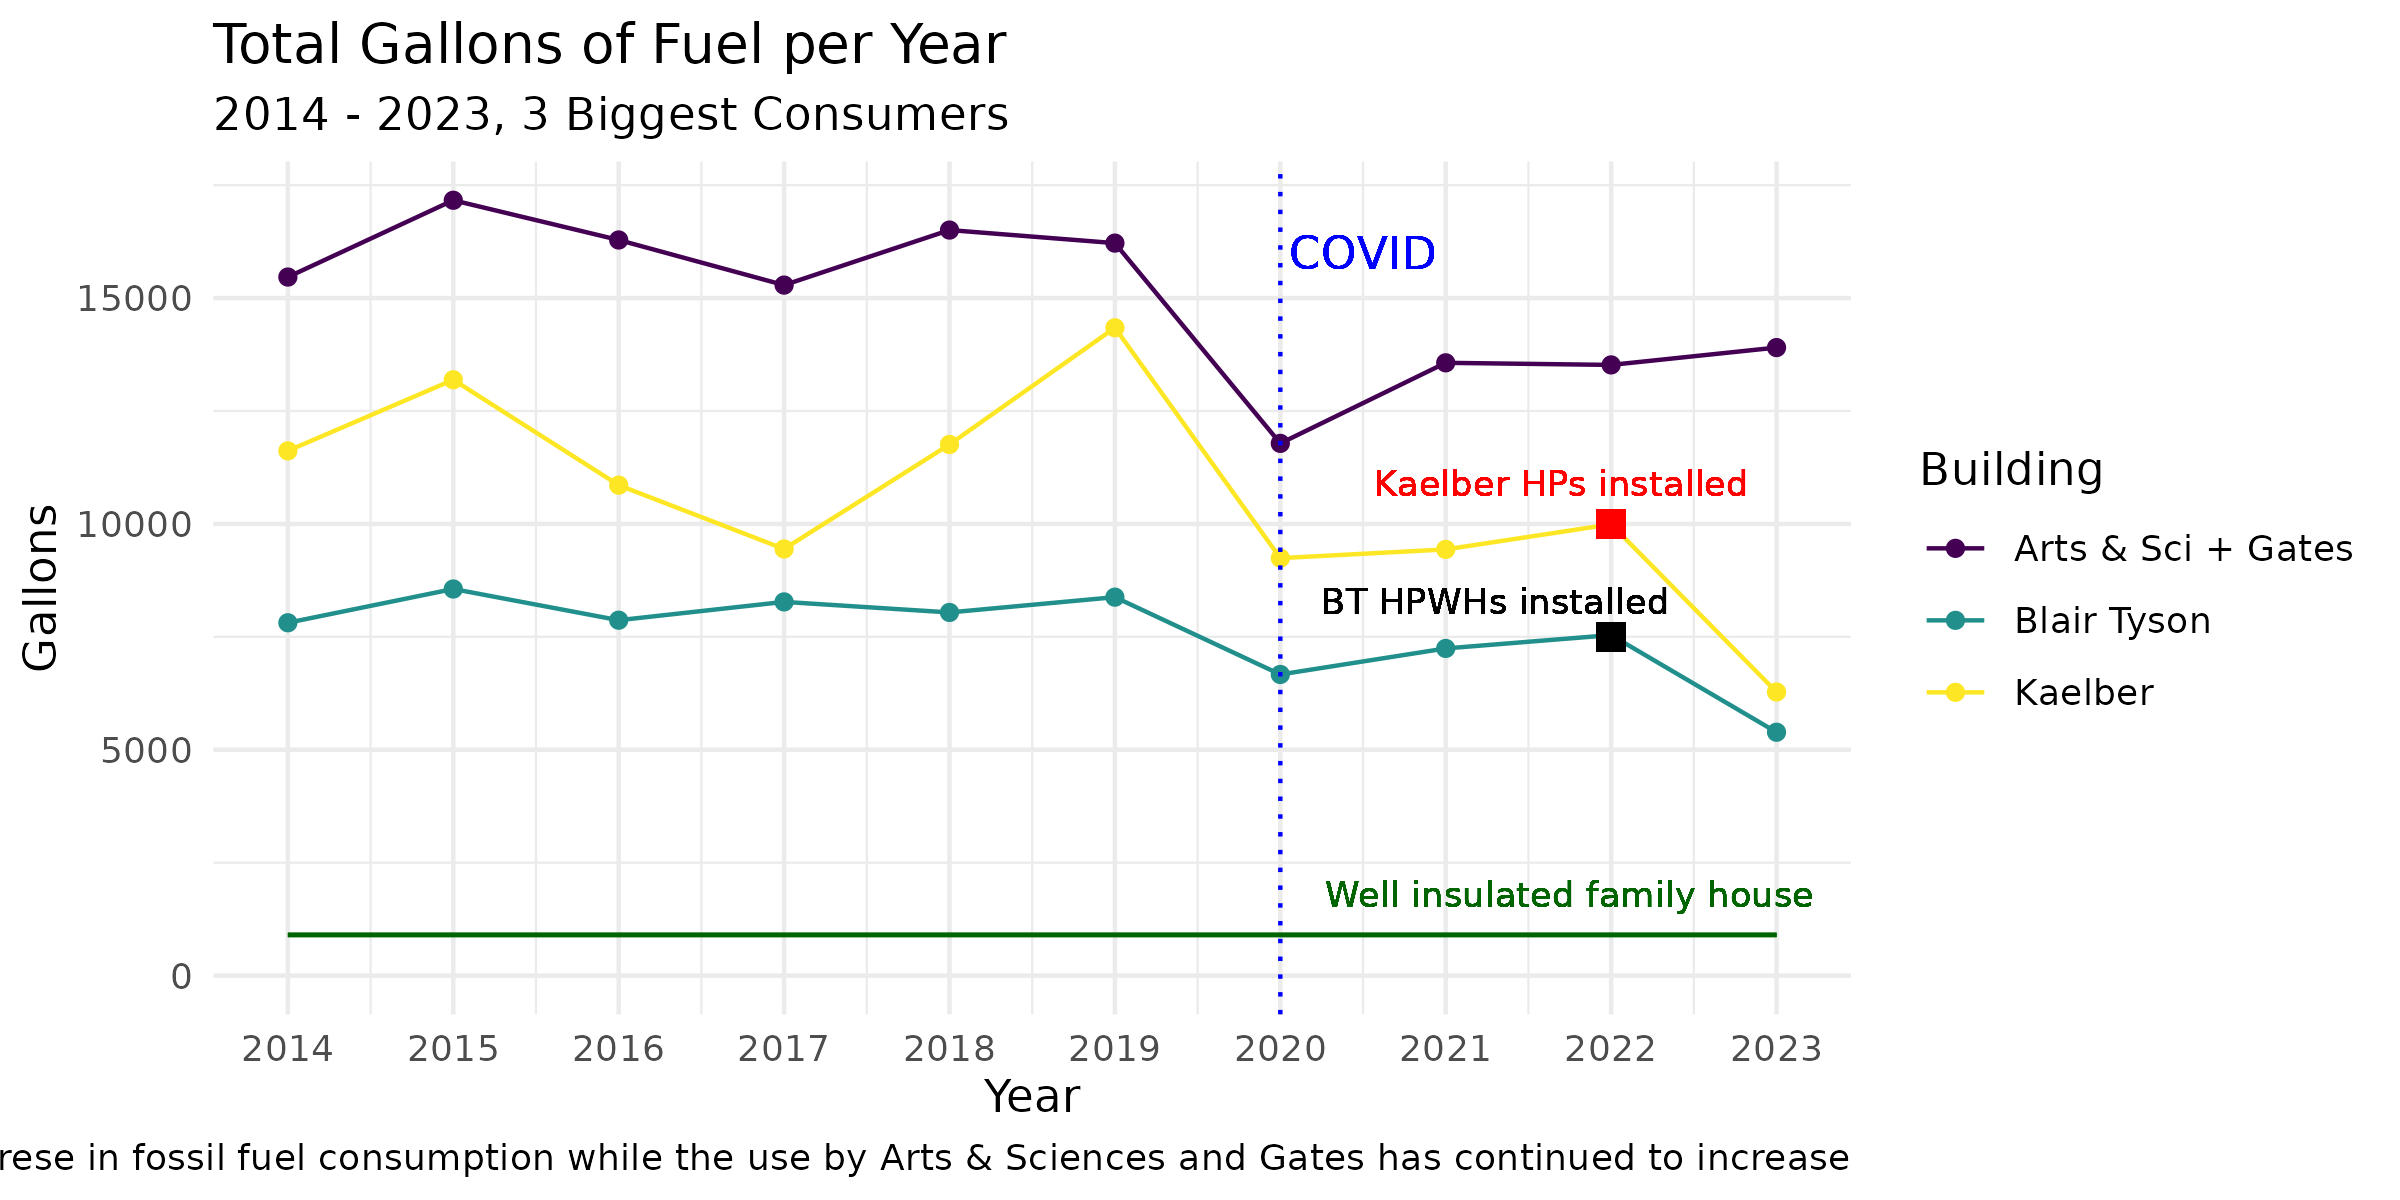 Total Gallons of Fuel per Year
2014 - 2023, 3 Biggest Consumers
Gallons
15000
10000
5000
0
COVID
Kaelber HPs installed
BT HPWHs installed
Well insulated family house
Building
Arts & Sci + Gates
Blair Tyson
Kaelber
2014 2015 2016 2017 2018 2019 2020 2021 2022 2023
Year
rese in fossil fuel consumption while the use by Arts & Sciences and Gates has continued to increase